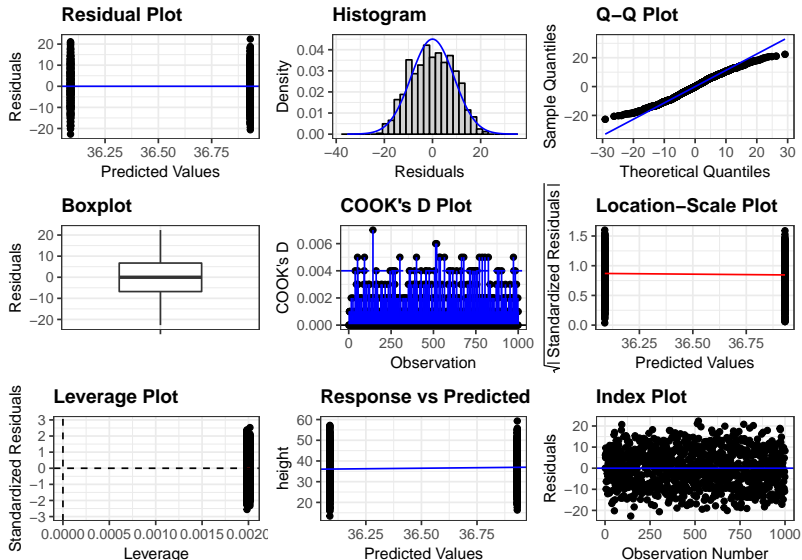 Residual Plot
Residuals
20
10
0
−10
−20
36.25 36.50 36.75
Predicted Values
Histogram
Density
0.04
0.03
0.02
0.01
0.00
−40 −20 0 20
Residuals
Q−Q Plot
Sample Quantiles
20
0
−20
−30 −20 −10 0 10 20 30
Theoretical Quantiles
Boxplot
Residuals
20
10
0
−10
−20
COOK's D Plot
COOK's D
0.006
0.004
0.002
0.000
0 250 500 750 1000
Observation
Location−Scale Plot
√| Standardized Residuals |
1.5
1.0
0.5
0.0
36.25 36.50 36.75
Predicted Values
Leverage Plot
Standardized Residuals
3
2
1
0
−1
−2
−3
0.0000 0.0005 0.0010 0.0015 0.002
Leverage
Response vs Predicted
height
60
50
40
30
20
36.25 36.50 36.75
Predicted Values
Index Plot
Residuals
20
10
0
−10
−20
0 250 500 750 1000
Observation Number